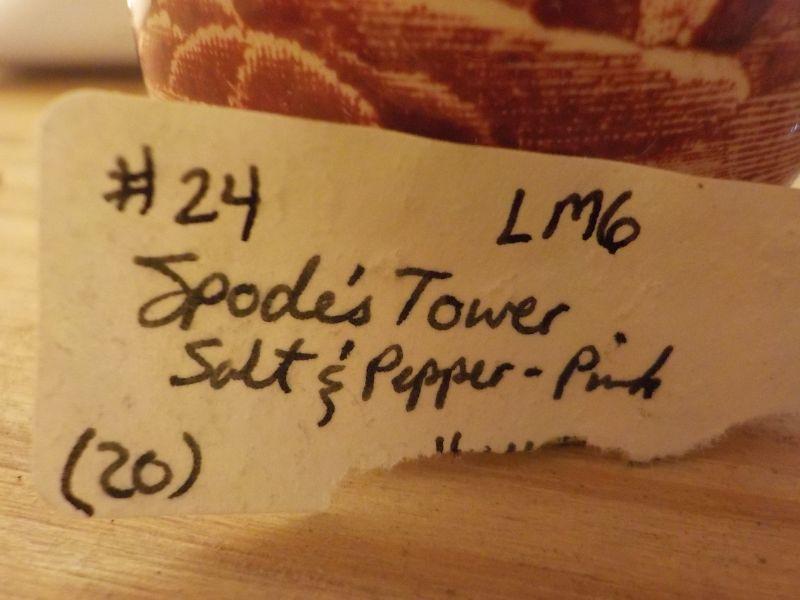 #24 LM6
Spode's Tower
Salt & Pepper - Pink
(20)